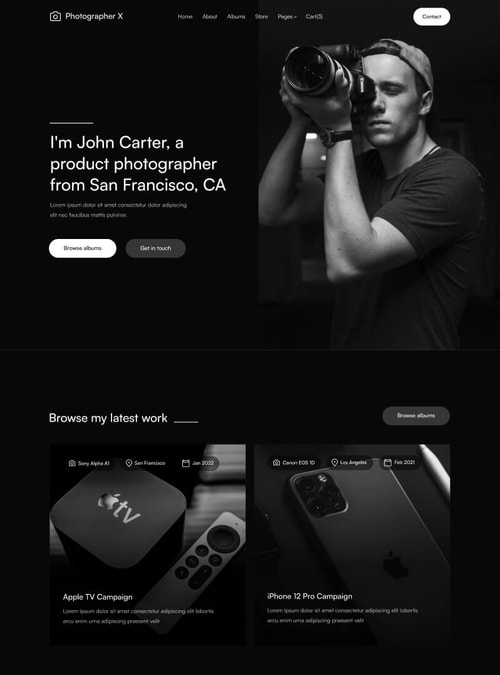 Photographer X
Home About Albums Store Pages Cart(3)
Contact
I'm John Carter, a
product photographer
from San Francisco, CA
Lorem ipsum dolor sit amet consectetur dolor adipiscing
elit nec faucibus mattis pulvinar.
Browse albums
Get in touch
Browse my latest work
Browse albums
Sony Alpha A1
San Francisco
Jan 2022
tv
Apple TV Campaign
Lorem ipsum dolor sit amet consectetur adipiscing elit lobortis
arcu enim urna adipiscing praesent velit
Canon EOS 1D
Los Angeles
Feb 2021
iPhone 12 Pro Campaign
Lorem ipsum dolor sit amet consectetur adipiscing elit lobortis
arcu enim urna adipiscing praesent velit